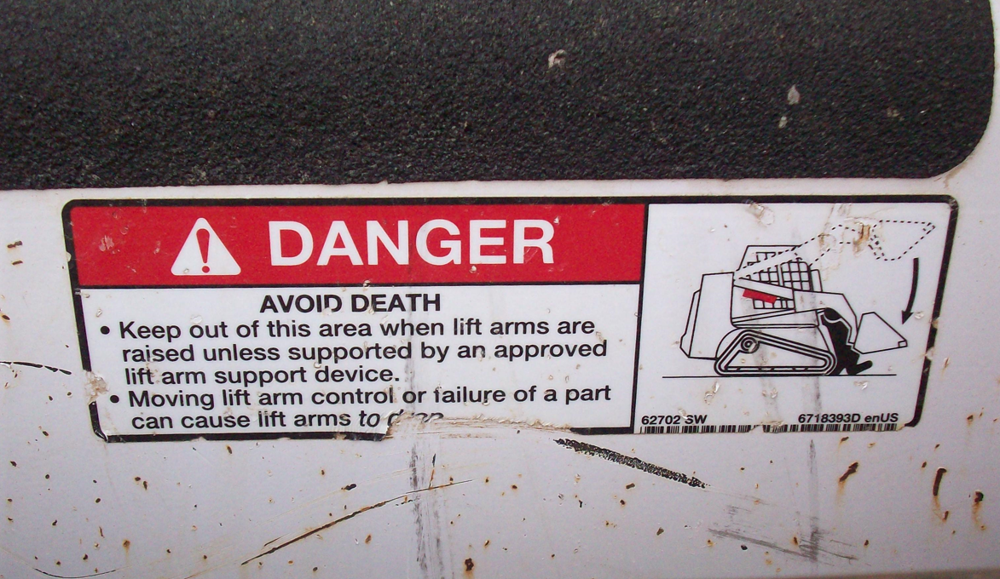 DANGER
AVOID DEATH
• Keep out of this area when lift arms are
raised unless supported by an approved
lift arm support device.
• Moving lift arm control or failure of a part
can cause lift arms to
62702 SW
6718393D enUS